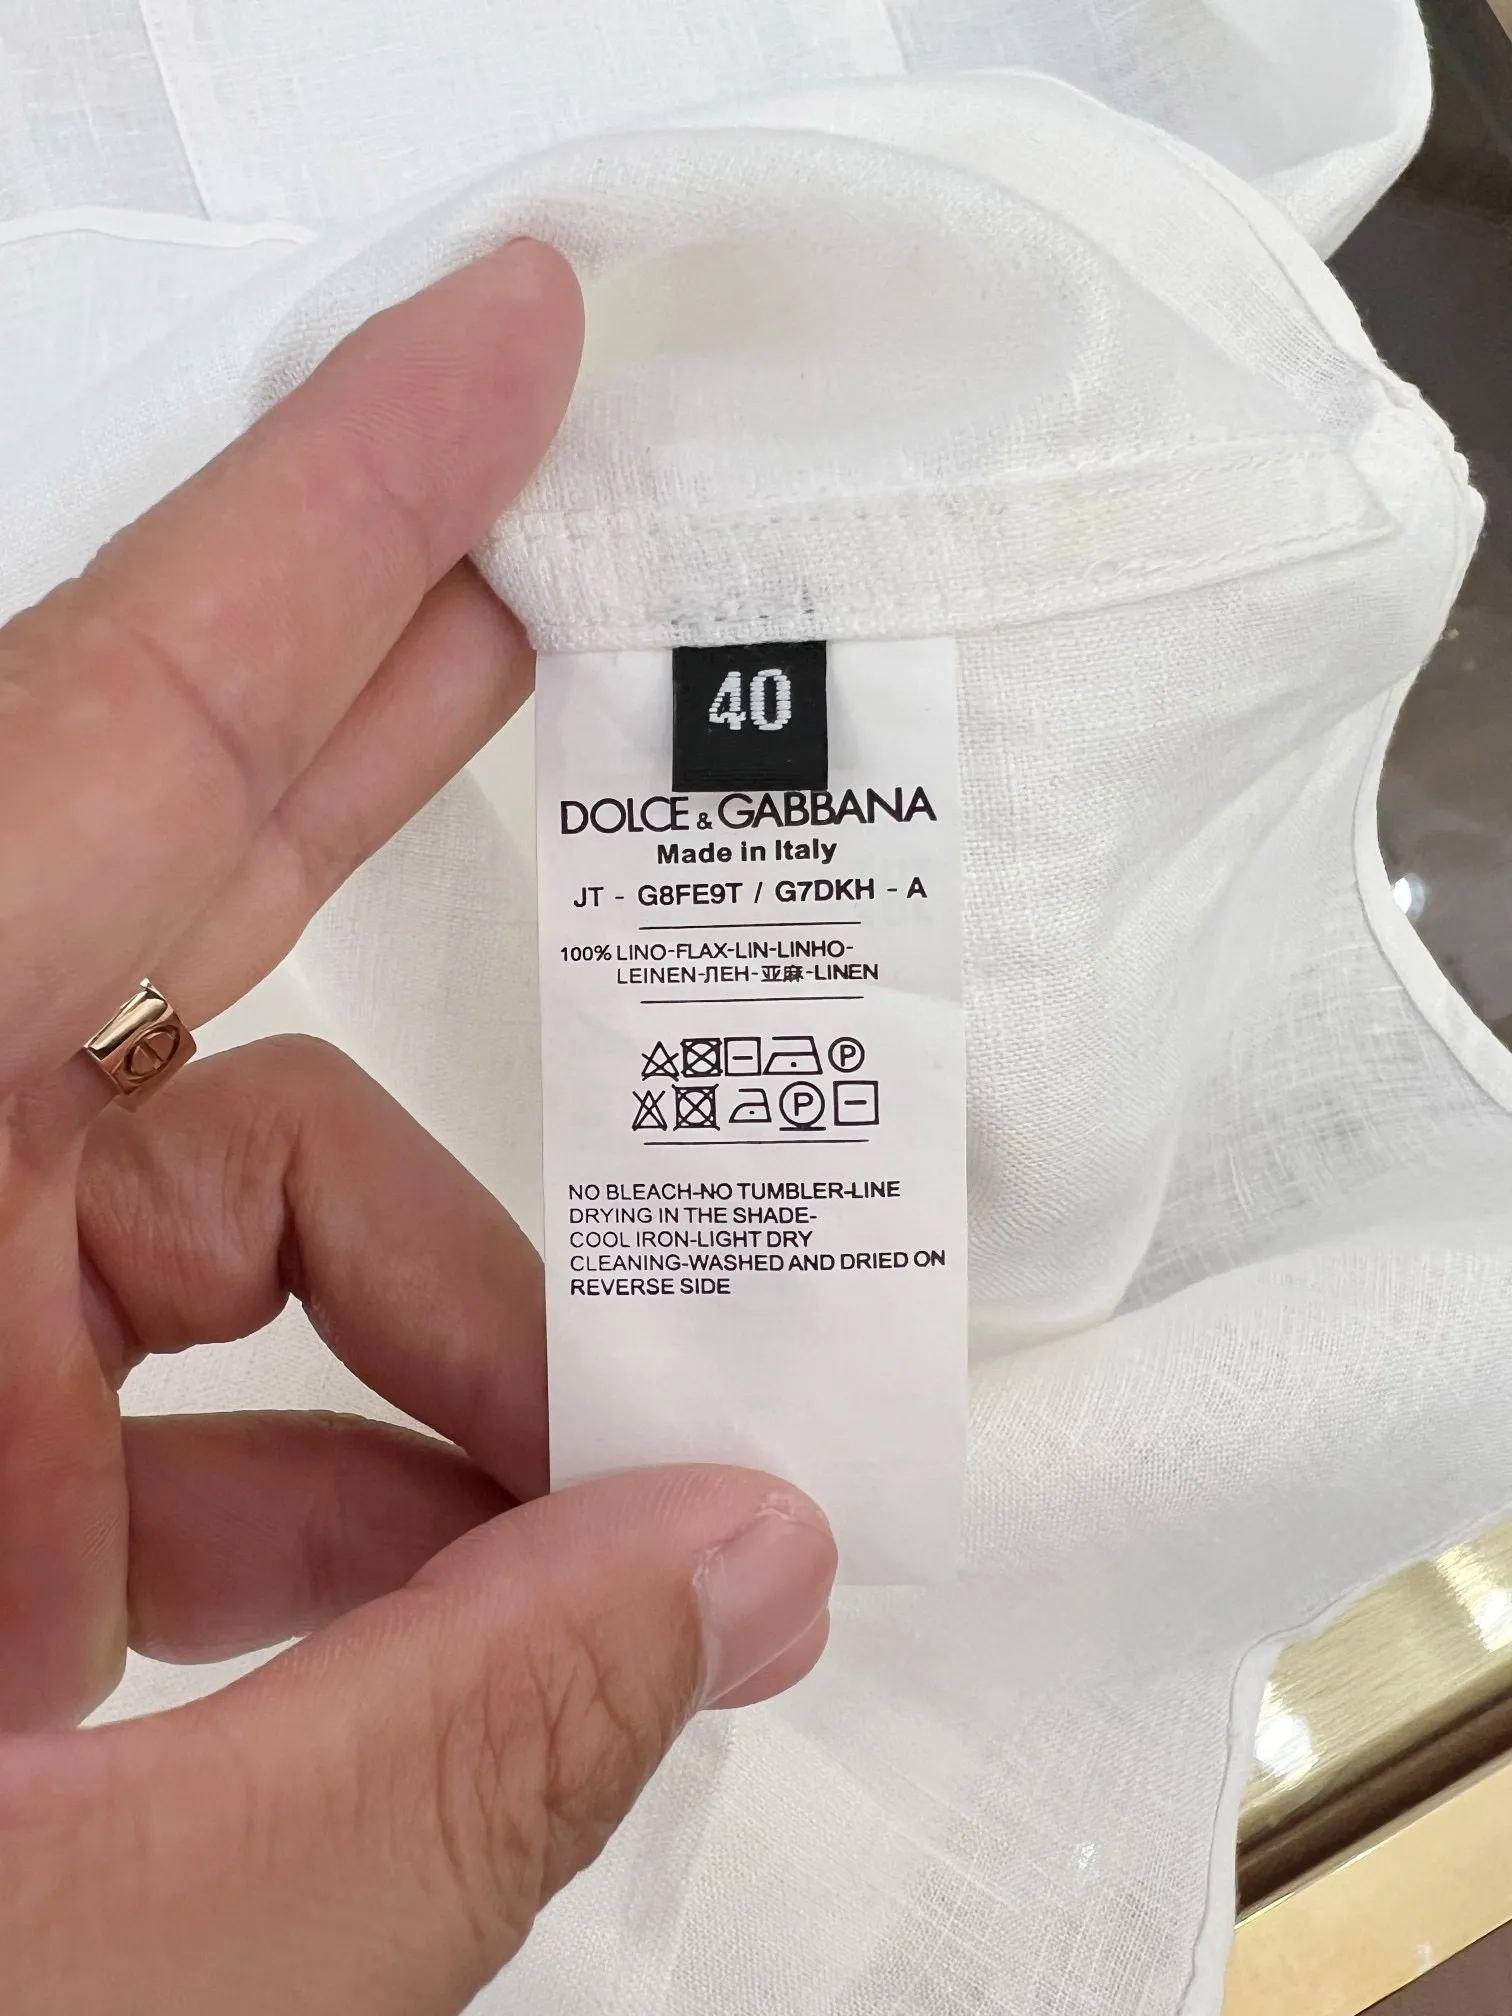 40
DOLCE & GABBANA
Made in Italy
JT - G8FE9T / G7DKH - A
100% LINO-FLAX-LIN-LINHO-
LEINEN-ЛЕН-亚麻-LINEN
P
P
NO BLEACH-NO TUMBLER-LINE
DRYING IN THE SHADE-
COOL IRON-LIGHT DRY
CLEANING-WASHED AND DRIED ON
REVERSE SIDE